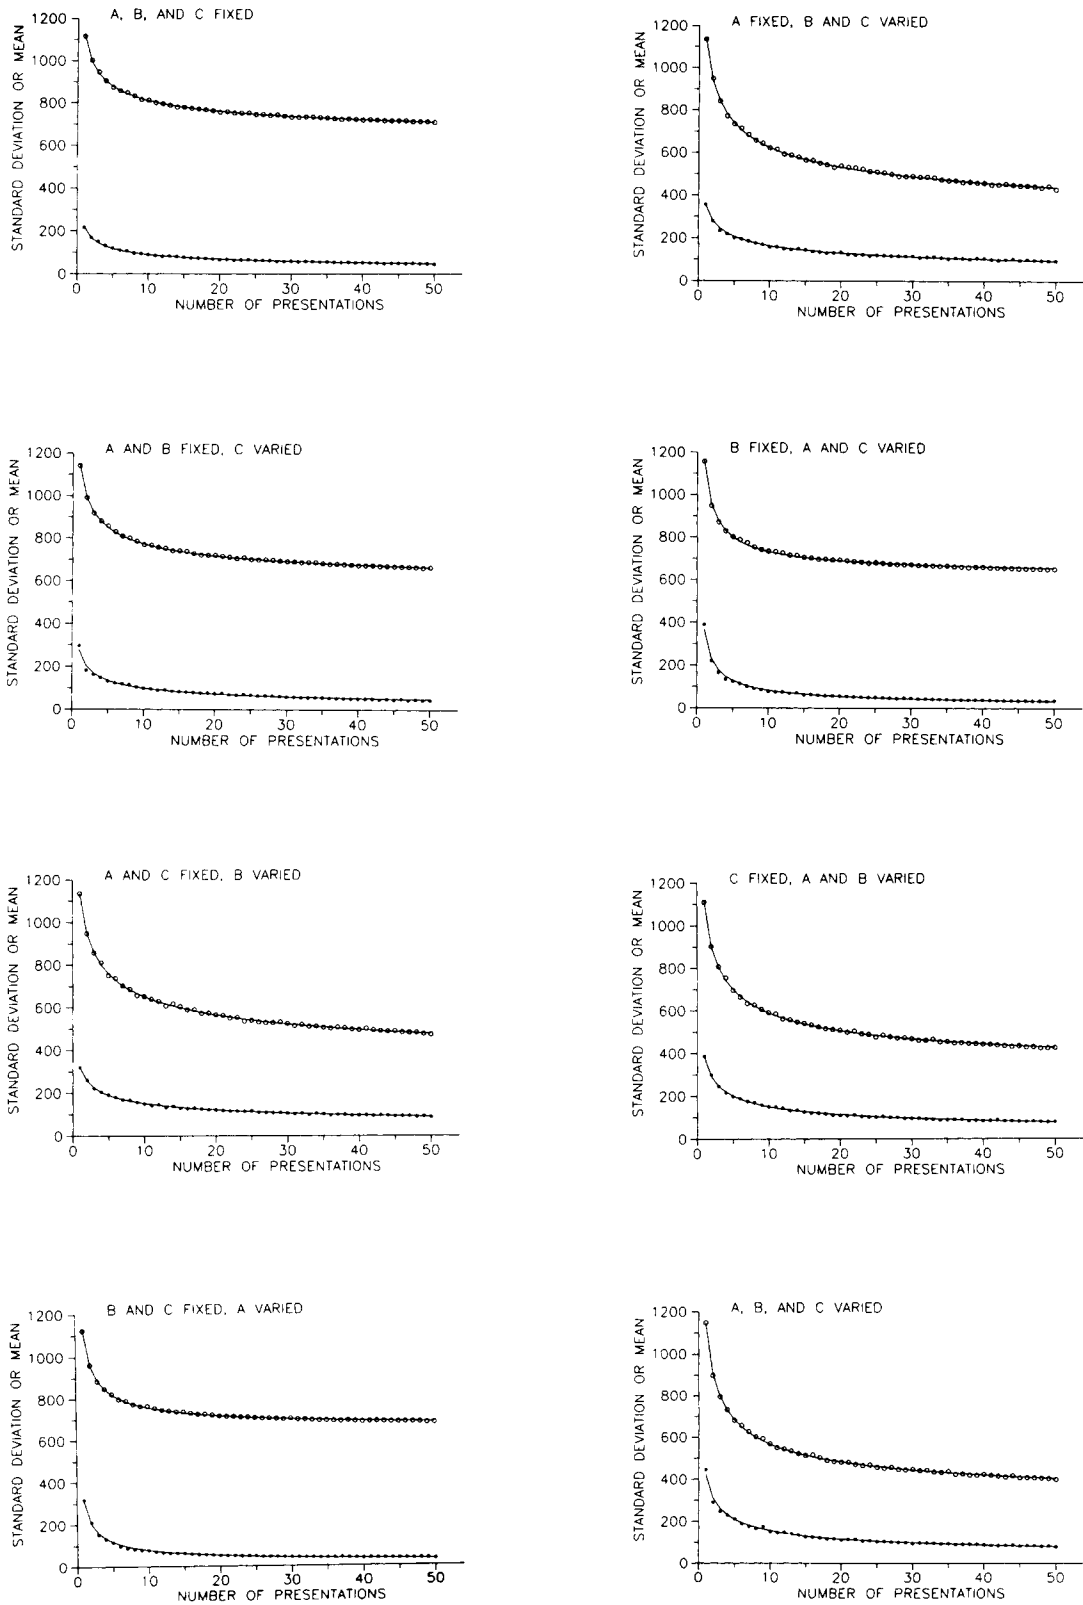 A, B, AND C FIXED
STANDARD DEVIATION OR MEAN
1200
1000
800
600
400
200
0
0 10 20 30 40 50
NUMBER OF PRESENTATIONS
A FIXED, B AND C VARIED
STANDARD DEVIATION OR MEAN
1200
1000
800
600
400
200
0
0 10 20 30 40 50
NUMBER OF PRESENTATIONS
A AND B FIXED, C VARIED
STANDARD DEVIATION OR MEAN
1200
1000
800
600
400
200
0
0 10 20 30 40 50
NUMBER OF PRESENTATIONS
B FIXED, A AND C VARIED
STANDARD DEVIATION OR MEAN
1200
1000
800
600
400
200
0
0 10 20 30 40 50
NUMBER OF PRESENTATIONS
A AND C FIXED, B VARIED
STANDARD DEVIATION OR MEAN
1200
1000
800
600
400
200
0
0 10 20 30 40 50
NUMBER OF PRESENTATIONS
C FIXED, A AND B VARIED
STANDARD DEVIATION OR MEAN
1200
1000
800
600
400
200
0
0 10 20 30 40 50
NUMBER OF PRESENTATIONS
B AND C FIXED, A VARIED
STANDARD DEVIATION OR MEAN
1200
1000
800
600
400
200
0
0 10 20 30 40 50
NUMBER OF PRESENTATIONS
A, B, AND C VARIED
STANDARD DEVIATION OR MEAN
1200
1000
800
600
400
200
0
0 10 20 30 40 50
NUMBER OF PRESENTATIONS